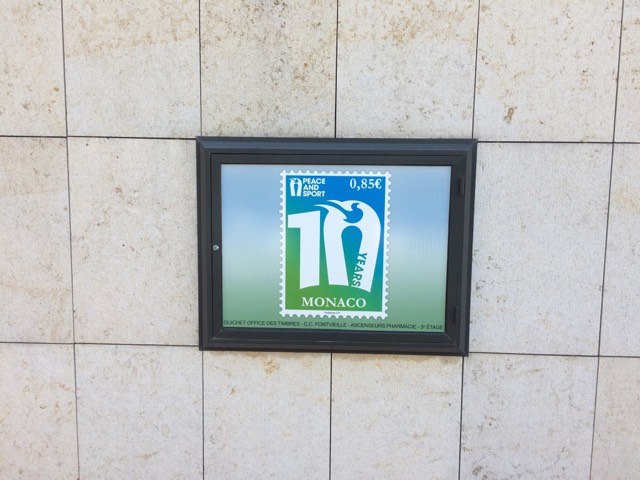 PEACE
AND
SPORT
0,85€
10
YEARS
MONACO
GUICHET OFFICE DES TIMBRES - C.C. FONTVIEILLE - ASCENSEURS PHARMACIE - 3e ÉTAGE